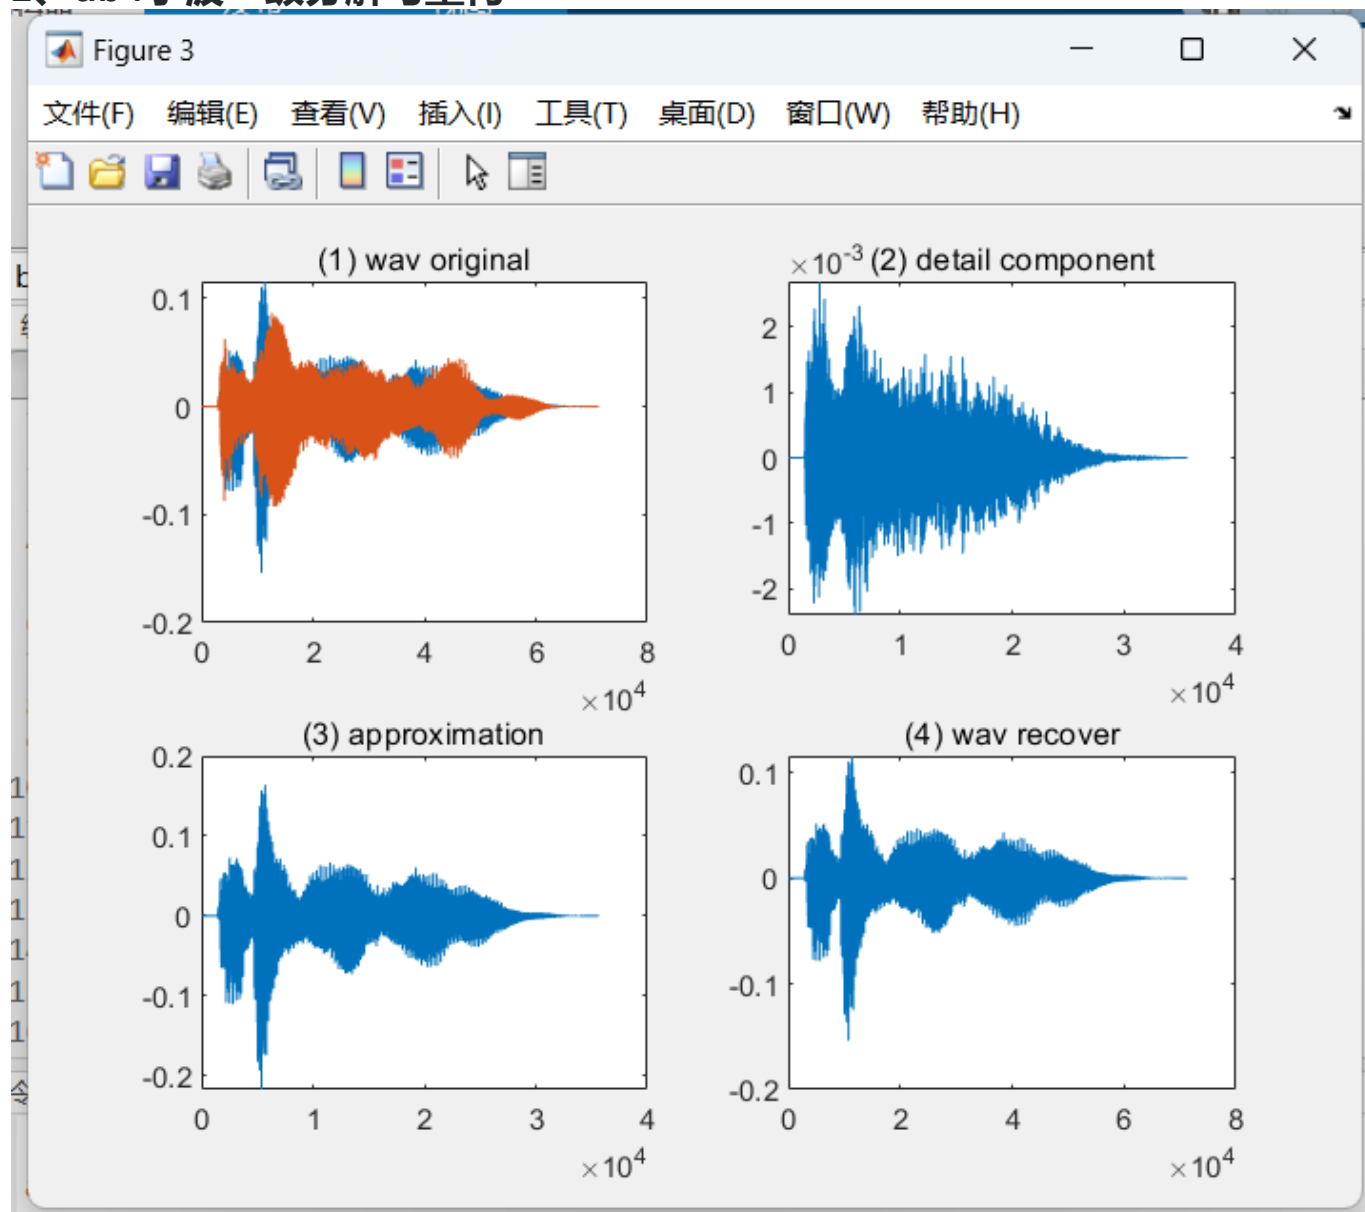 Figure 3
文件(F) 编辑(E) 查看(V) 插入(I) 工具(T) 桌面(D) 窗口(W) 帮助(H)
(1) wav original
0.1
0
-0.1
-0.2
0 2 4 6 8
×10⁴
×10⁻³ (2) detail component
2
1
0
-1
-2
0 1 2 3 4
×10⁴
(3) approximation
0.2
0.1
0
-0.1
-0.2
0 1 2 3 4
×10⁴
(4) wav recover
0.1
0
-0.1
-0.2
0 2 4 6 8
×10⁴